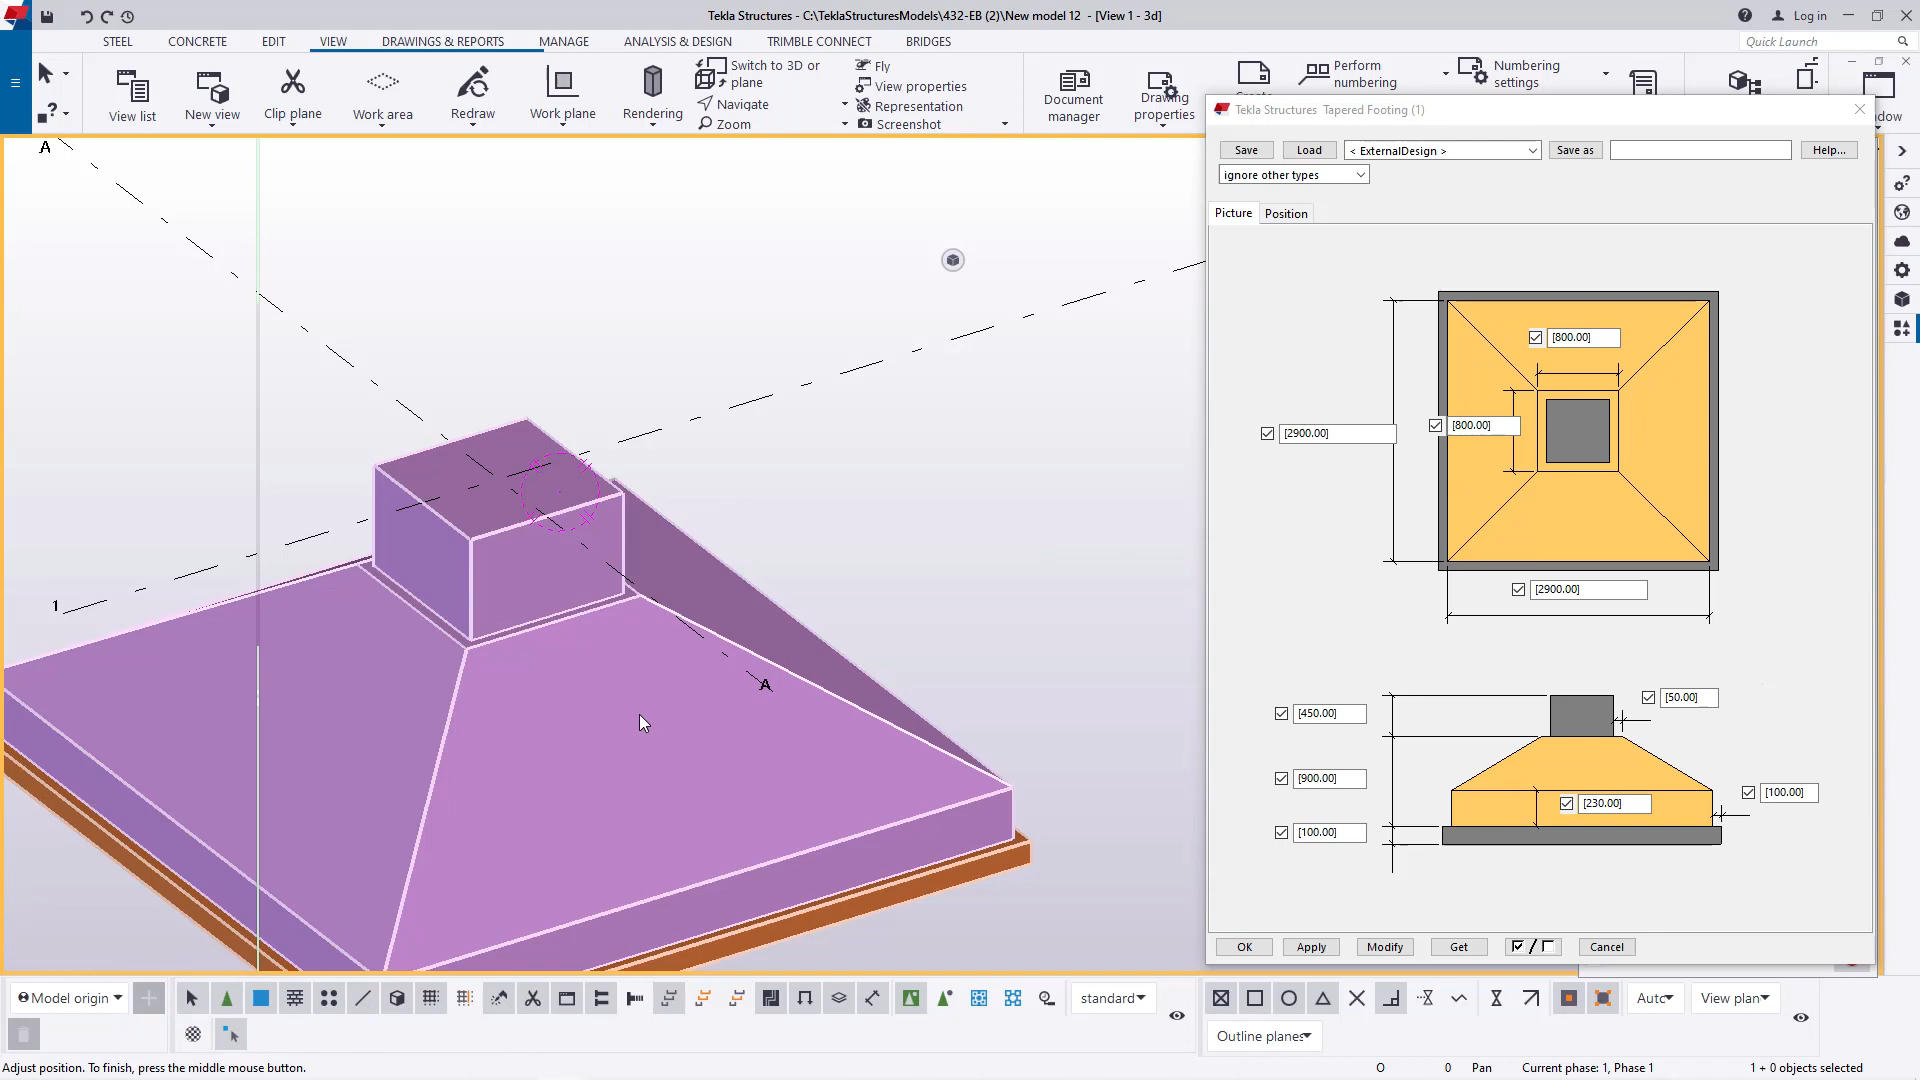 Tekla Structures - C:\TeklaStructuresModels\432-EB (2)\New model 12 - [View 1 - 3d]
Log in
STEEL CONCRETE EDIT VIEW DRAWINGS & REPORTS MANAGE ANALYSIS & DESIGN TRIMBLE CONNECT BRIDGES
Quick Launch
View list
New view
Clip plane
Work area
Redraw
Work plane
Rendering
Switch to 3D or
plane
Navigate
Zoom
Fly
View properties
Representation
Screenshot
Document
manager
Drawing
properties
Perform
numbering
Numbering
settings
Tekla Structures Tapered Footing (1)
Save Load < ExternalDesign > Save as Help...
ignore other types
Picture Position
[800.00]
[2900.00]
[800.00]
[2900.00]
[450.00]
[50.00]
[900.00]
[230.00]
[100.00]
[100.00]
OK Apply Modify Get / Cancel
A
1
A
Model origin
standard
Auto
View plan
Outline planes
Adjust position. To finish, press the middle mouse button.
O 0 Pan Current phase: 1, Phase 1 1 + 0 objects selected